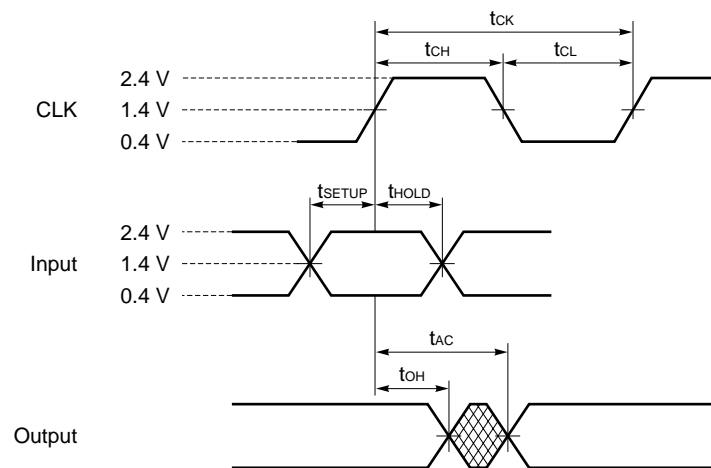 tCK
tCH tCL
CLK
2.4 V
1.4 V
0.4 V
tSETUP tHOLD
Input
2.4 V
1.4 V
0.4 V
tAC
tOH
Output